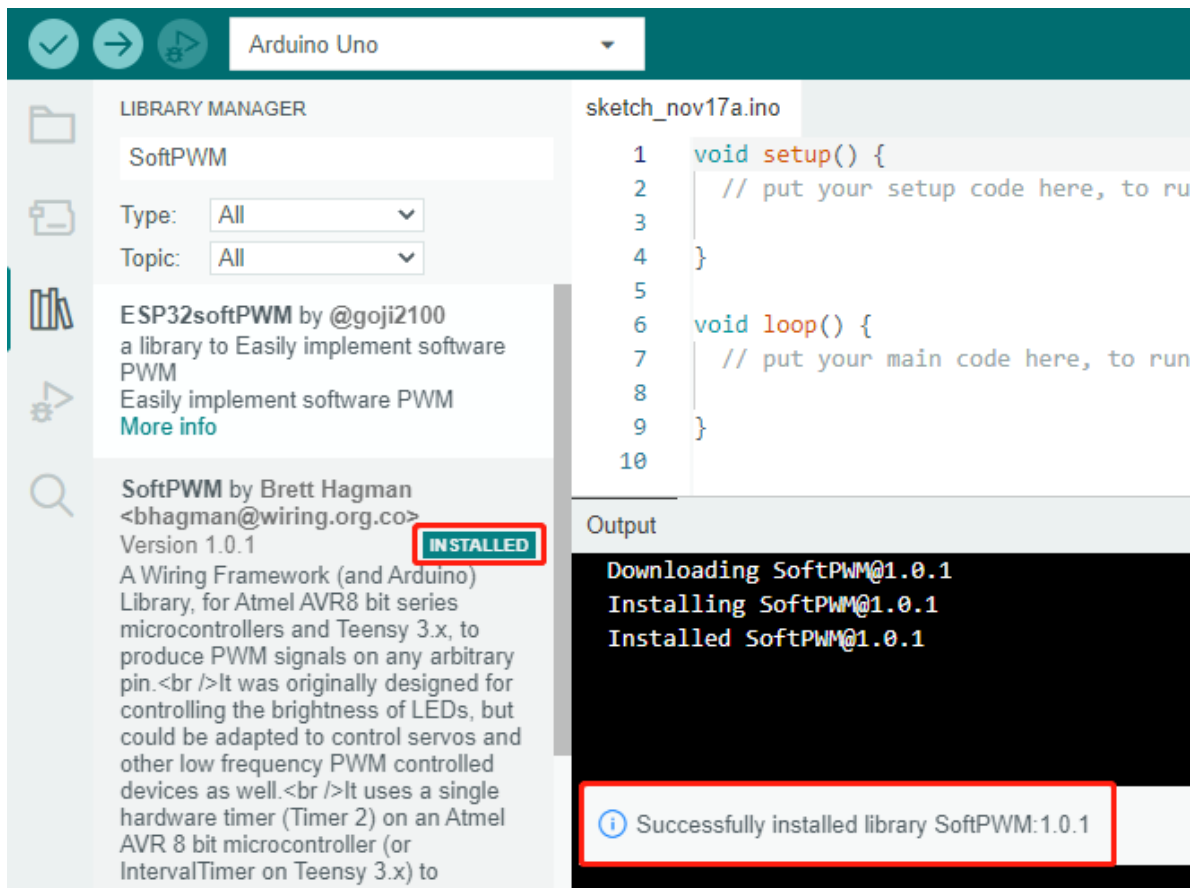 Arduino Uno
LIBRARY MANAGER
SoftPWM
Type: All
Topic: All
ESP32softPWM by @goji2100
a library to Easily implement software
PWM
Easily implement software PWM
More info
SoftPWM by Brett Hagman
<bhagman@wiring.org.co>
Version 1.0.1 INSTALLED
A Wiring Framework (and Arduino)
Library, for Atmel AVR8 bit series
microcontrollers and Teensy 3.x, to
produce PWM signals on any arbitrary
pin.<br />It was originally designed for
controlling the brightness of LEDs, but
could be adapted to control servos and
other low frequency PWM controlled
devices as well.<br />It uses a single
hardware timer (Timer 2) on an Atmel
AVR 8 bit microcontroller (or
IntervalTimer on Teensy 3.x) to
sketch_nov17a.ino
1 void setup() {
2 // put your setup code here, to ru
3
4 }
5
6 void loop() {
7 // put your main code here, to run
8
9 }
10
Output
Downloading SoftPWM@1.0.1
Installing SoftPWM@1.0.1
Installed SoftPWM@1.0.1
Successfully installed library SoftPWM:1.0.1